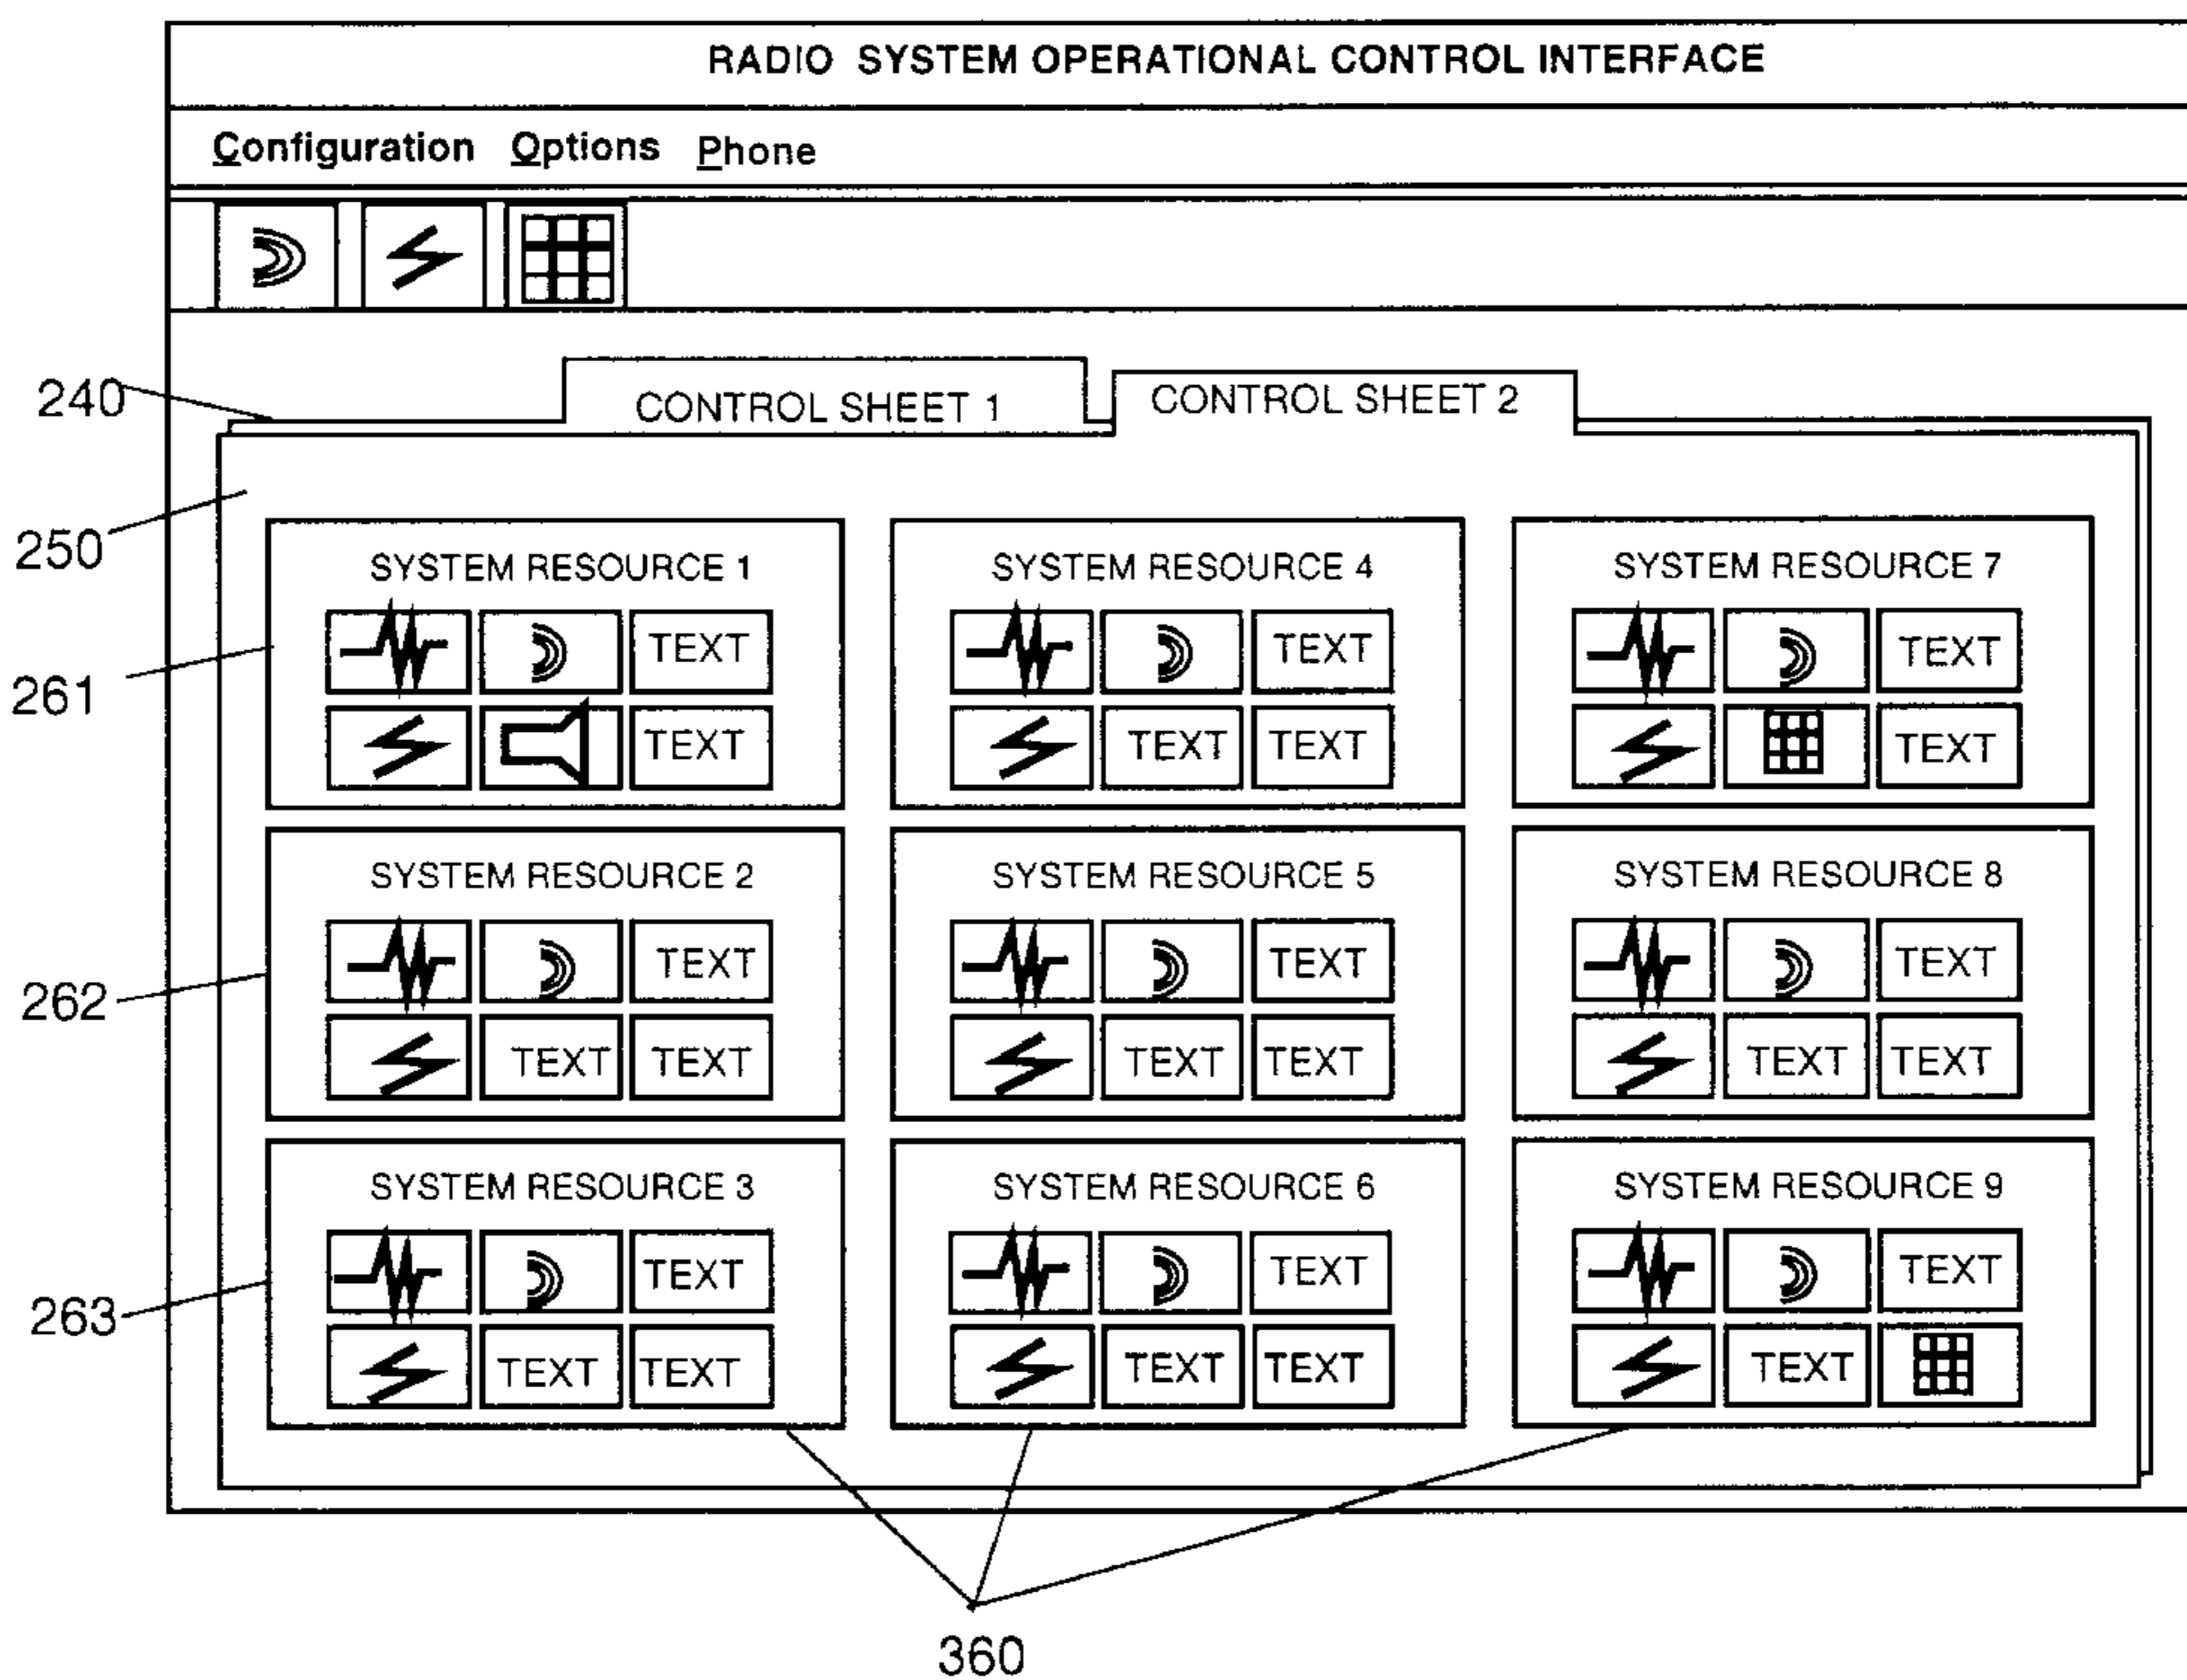 RADIO SYSTEM OPERATIONAL CONTROL INTERFACE
Configuration Options Phone
240
CONTROL SHEET 1 CONTROL SHEET 2
250
SYSTEM RESOURCE 1 SYSTEM RESOURCE 4 SYSTEM RESOURCE 7
TEXT TEXT TEXT
261
TEXT TEXT TEXT TEXT
SYSTEM RESOURCE 2 SYSTEM RESOURCE 5 SYSTEM RESOURCE 8
TEXT TEXT TEXT
262
TEXT TEXT TEXT TEXT TEXT TEXT
SYSTEM RESOURCE 3 SYSTEM RESOURCE 6 SYSTEM RESOURCE 9
TEXT TEXT TEXT
263
TEXT TEXT TEXT TEXT TEXT
360